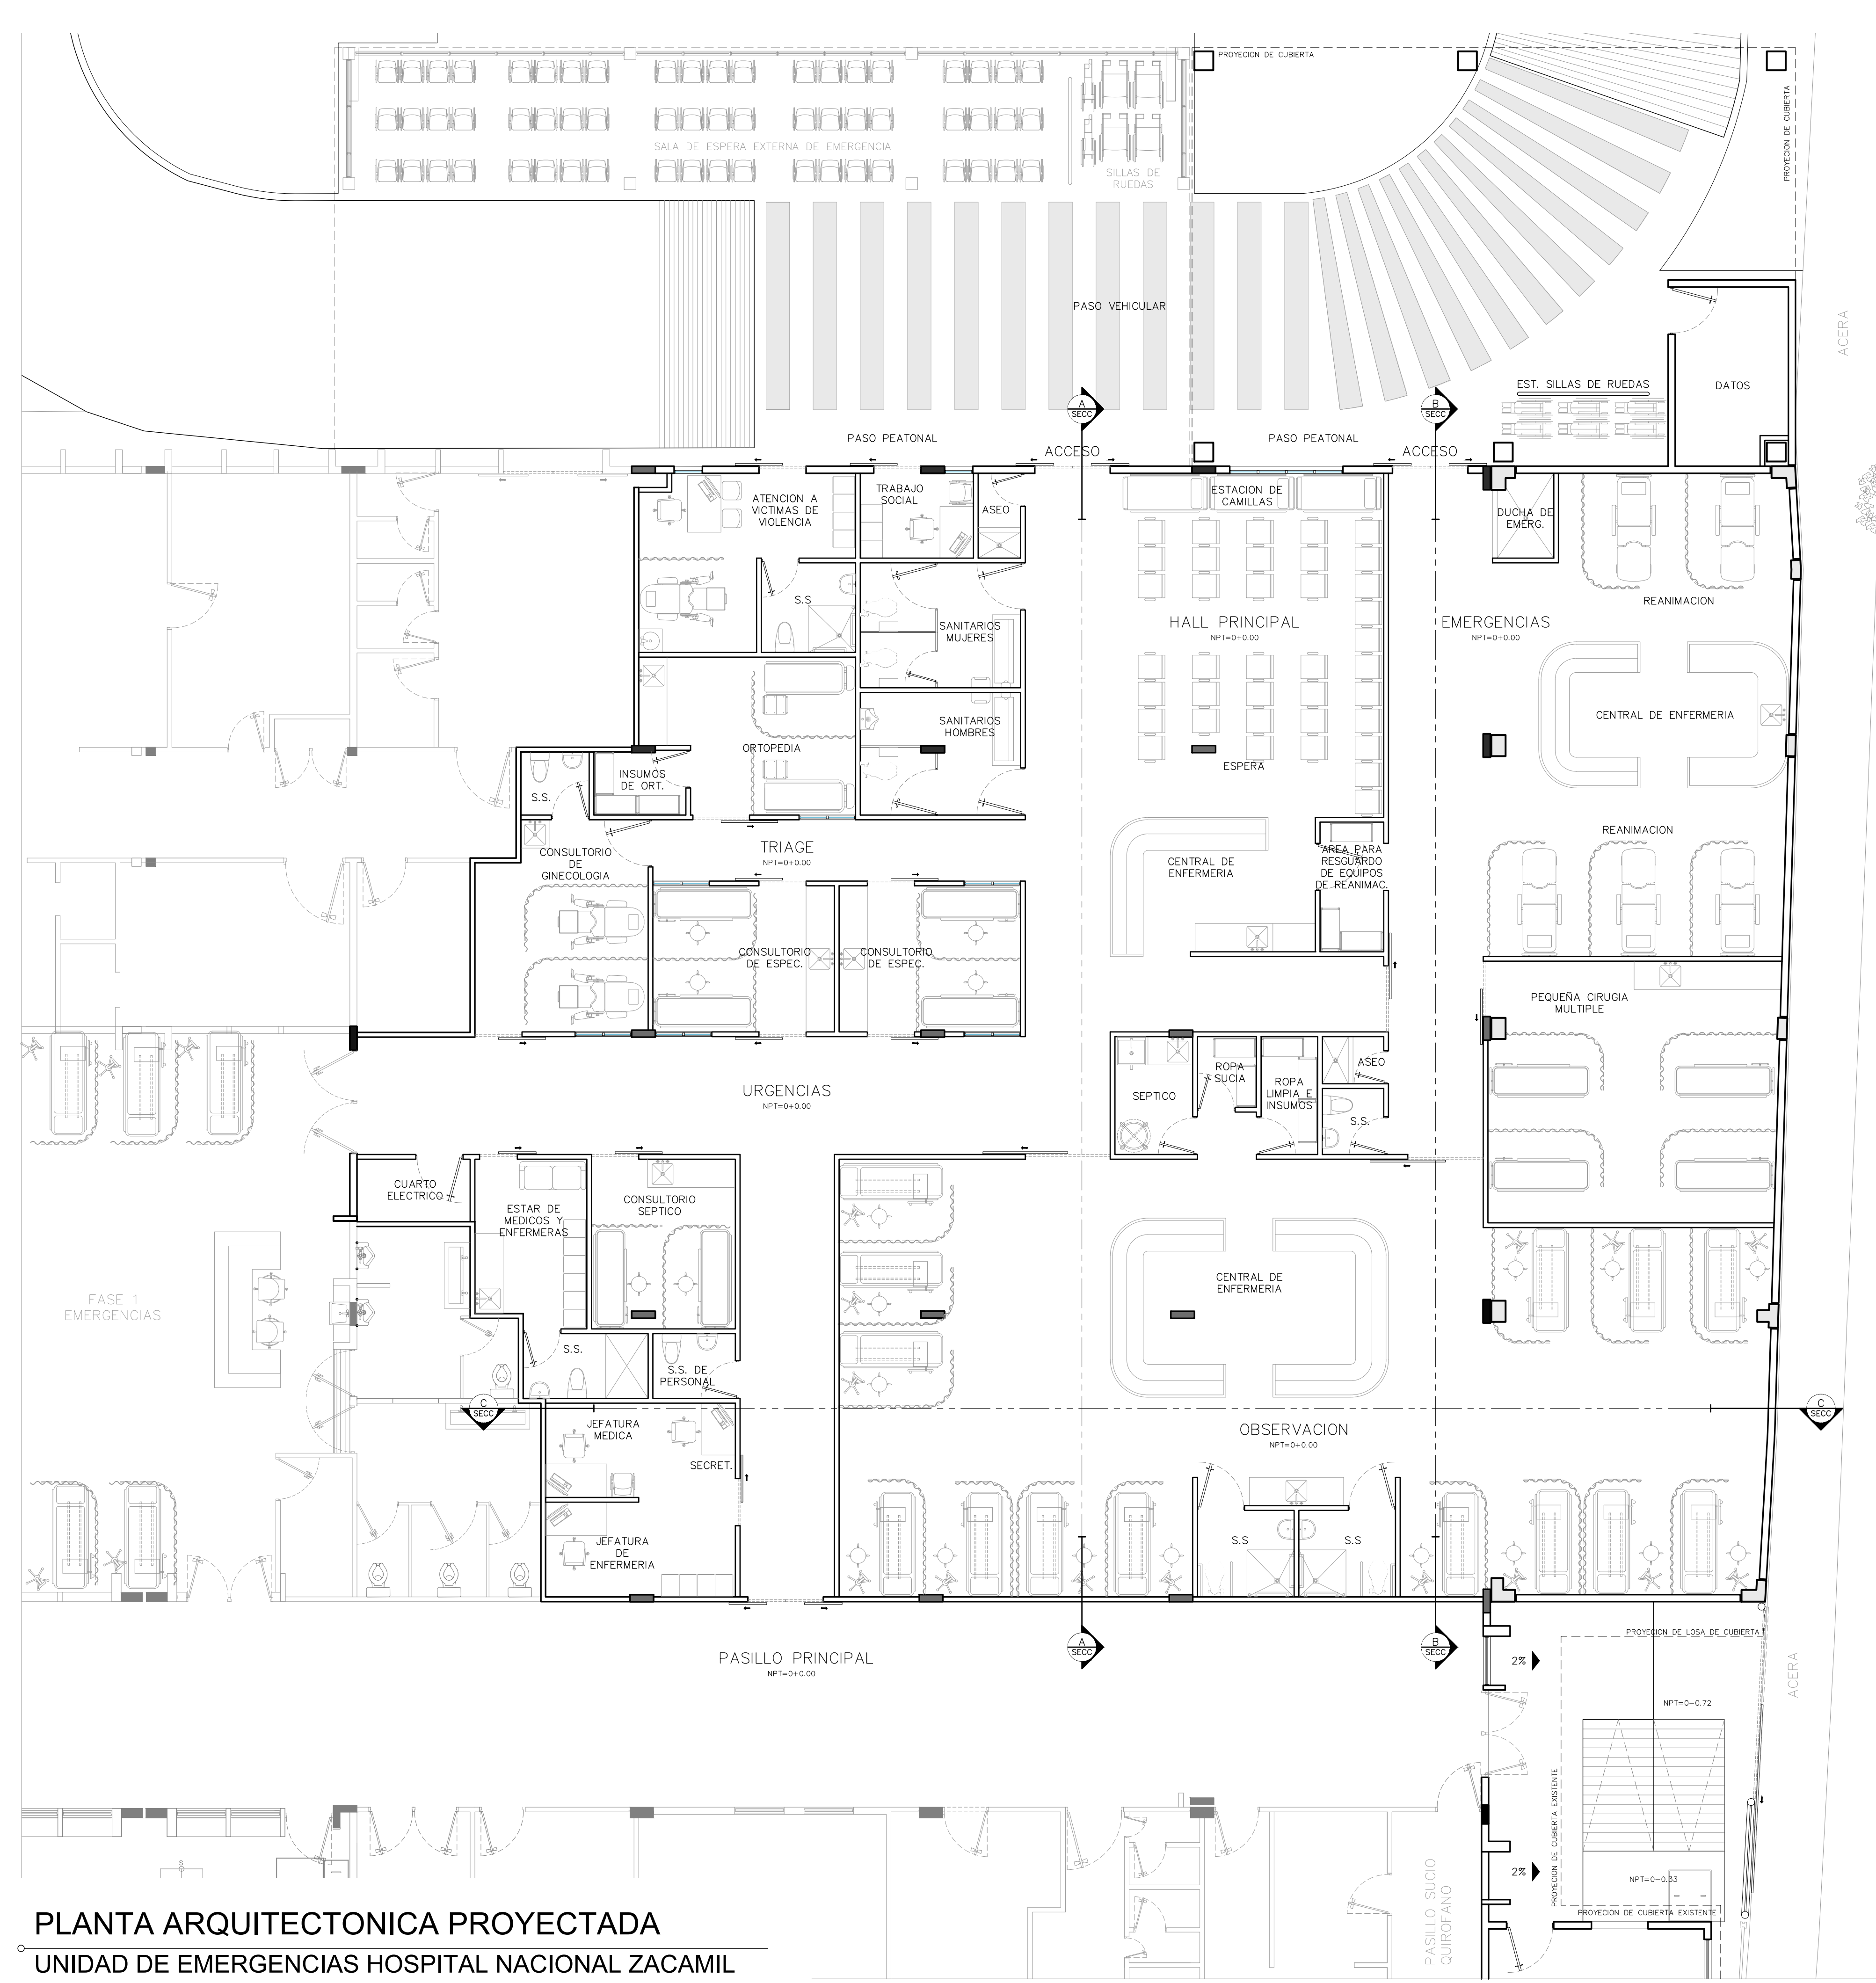 PROYECION DE CUBIERTA
PROYECION DE CUBIERTA
SALA DE ESPERA EXTERNA DE EMERGENCIA
SILLAS DE
RUEDAS
PASO VEHICULAR
ACERA
EST. SILLAS DE RUEDAS
DATOS
A
SECC
B
SECC
PASO PEATONAL
ACCESO
PASO PEATONAL
ACCESO
ATENCION A
VICTIMAS DE
VIOLENCIA
TRABAJO
SOCIAL
ASEO
ESTACION DE
CAMILLAS
DUCHA DE
EMERG.
S.S
SANITARIOS
MUJERES
HALL PRINCIPAL
NPT=0+0.00
EMERGENCIAS
NPT=0+0.00
REANIMACION
SANITARIOS
HOMBRES
CENTRAL DE ENFERMERIA
ORTOPEDIA
ESPERA
INSUMOS
DE ORT.
S.S.
TRIAGE
NPT=0+0.00
CONSULTORIO
DE
GINECOLOGIA
CENTRAL DE
ENFERMERIA
AREA PARA
RESGUARDO
DE EQUIPOS
DE REANIMAC.
REANIMACION
CONSULTORIO
DE ESPEC.
CONSULTORIO
DE ESPEC.
PEQUEÑA CIRUGIA
MULTIPLE
URGENCIAS
NPT=0+0.00
SEPTICO
ROPA
SUCIA
ROPA
LIMPIA E
INSUMOS
ASEO
S.S.
CUARTO
ELECTRICO
ESTAR DE
MEDICOS Y
ENFERMERAS
CONSULTORIO
SEPTICO
FASE 1
EMERGENCIAS
CENTRAL DE
ENFERMERIA
S.S.
S.S. DE
PERSONAL
C
SECC
C
SECC
JEFATURA
MEDICA
SECRET.
OBSERVACION
NPT=0+0.00
JEFATURA
DE
ENFERMERIA
S.S
S.S
A
SECC
B
SECC
PASILLO PRINCIPAL
NPT=0+0.00
PROYECION DE LOSA DE CUBIERTA
2%
ACERA
NPT=0-0.72
PROYECION DE CUBIERTA EXISTENTE
2%
NPT=0-0.33
PROYECION DE CUBIERTA EXISTENTE
PASILLO SUCIO
QUIROFANO
PLANTA ARQUITECTONICA PROYECTADA
UNIDAD DE EMERGENCIAS HOSPITAL NACIONAL ZACAMIL